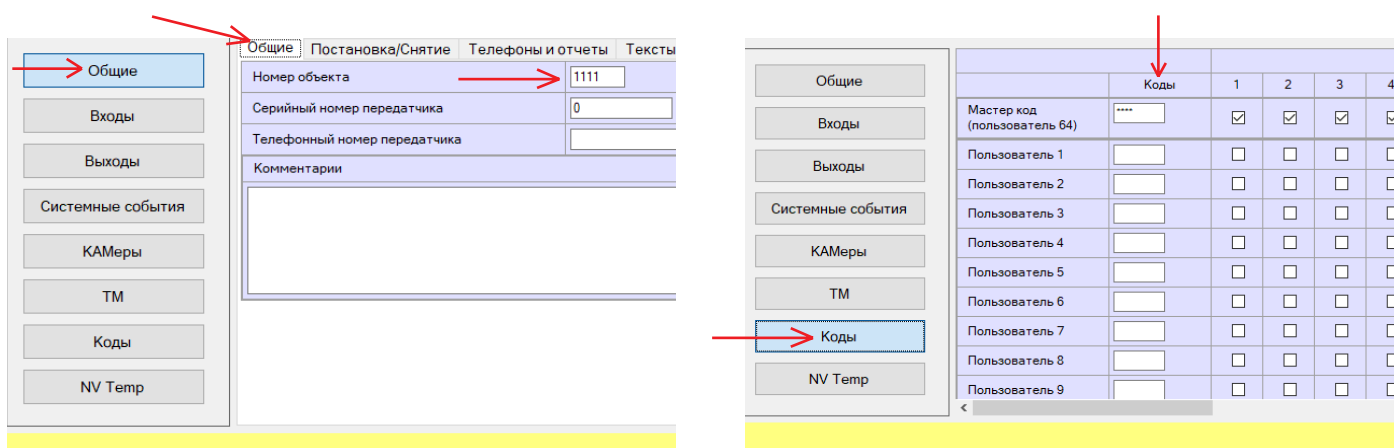 Общие
Входы
Выходы
Системные события
КАМеры
ТМ
Коды
NV Temp
Общие Постановка/Снятие Телефоны и отчеты Тексты
Номер объекта 1111
Серийный номер передатчика 0
Телефонный номер передатчика
Комментарии
Общие
Входы
Выходы
Системные события
КАМеры
ТМ
Коды
NV Temp
Коды 1 2 3 4
Мастер код
(пользователь 64) ****
Пользователь 1
Пользователь 2
Пользователь 3
Пользователь 4
Пользователь 5
Пользователь 6
Пользователь 7
Пользователь 8
Пользователь 9